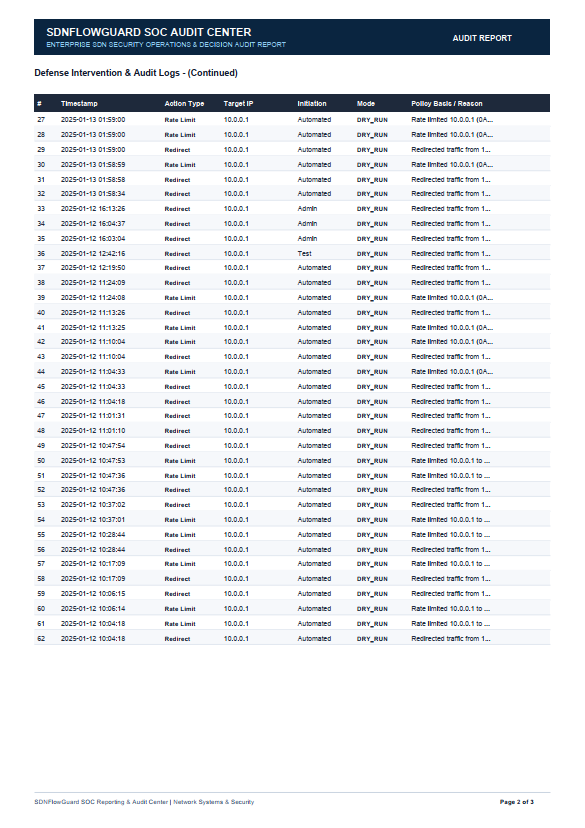 SDNFLOWGUARD SOC AUDIT CENTER
ENTERPRISE SDN SECURITY OPERATIONS & DECISION AUDIT REPORT
AUDIT REPORT
Defense Intervention & Audit Logs - (Continued)
# Timestamp Action Type Target IP Initiation Mode Policy Basis / Reason
27 2025-01-13 01:59:00 Rate Limit 10.0.0.1 Automated DRY_RUN Rate limited 10.0.0.1 (0A...
28 2025-01-13 01:59:00 Rate Limit 10.0.0.1 Automated DRY_RUN Rate limited 10.0.0.1 (0A...
29 2025-01-13 01:59:00 Redirect 10.0.0.1 Automated DRY_RUN Redirected traffic from 1...
30 2025-01-13 01:58:59 Rate Limit 10.0.0.1 Automated DRY_RUN Rate limited 10.0.0.1 (0A...
31 2025-01-13 01:58:58 Redirect 10.0.0.1 Automated DRY_RUN Redirected traffic from 1...
32 2025-01-13 01:58:34 Redirect 10.0.0.1 Automated DRY_RUN Redirected traffic from 1...
33 2025-01-12 16:13:26 Redirect 10.0.0.1 Admin DRY_RUN Redirected traffic from 1...
34 2025-01-12 16:04:37 Redirect 10.0.0.1 Admin DRY_RUN Redirected traffic from 1...
35 2025-01-12 16:03:04 Redirect 10.0.0.1 Admin DRY_RUN Redirected traffic from 1...
36 2025-01-12 12:42:16 Redirect 10.0.0.1 Test DRY_RUN Redirected traffic from 1...
37 2025-01-12 12:19:50 Redirect 10.0.0.1 Automated DRY_RUN Redirected traffic from 1...
38 2025-01-12 11:24:09 Redirect 10.0.0.1 Automated DRY_RUN Redirected traffic from 1...
39 2025-01-12 11:24:08 Rate Limit 10.0.0.1 Automated DRY_RUN Rate limited 10.0.0.1 (0A...
40 2025-01-12 11:13:26 Redirect 10.0.0.1 Automated DRY_RUN Redirected traffic from 1...
41 2025-01-12 11:13:25 Rate Limit 10.0.0.1 Automated DRY_RUN Rate limited 10.0.0.1 (0A...
42 2025-01-12 11:10:04 Rate Limit 10.0.0.1 Automated DRY_RUN Rate limited 10.0.0.1 (0A...
43 2025-01-12 11:10:04 Redirect 10.0.0.1 Automated DRY_RUN Redirected traffic from 1...
44 2025-01-12 11:04:33 Rate Limit 10.0.0.1 Automated DRY_RUN Rate limited 10.0.0.1 (0A...
45 2025-01-12 11:04:33 Redirect 10.0.0.1 Automated DRY_RUN Redirected traffic from 1...
46 2025-01-12 11:04:18 Redirect 10.0.0.1 Automated DRY_RUN Redirected traffic from 1...
47 2025-01-12 11:01:31 Redirect 10.0.0.1 Automated DRY_RUN Redirected traffic from 1...
48 2025-01-12 11:01:10 Redirect 10.0.0.1 Automated DRY_RUN Redirected traffic from 1...
49 2025-01-12 10:47:54 Redirect 10.0.0.1 Automated DRY_RUN Redirected traffic from 1...
50 2025-01-12 10:47:53 Rate Limit 10.0.0.1 Automated DRY_RUN Rate limited 10.0.0.1 to ...
51 2025-01-12 10:47:36 Rate Limit 10.0.0.1 Automated DRY_RUN Rate limited 10.0.0.1 to ...
52 2025-01-12 10:47:36 Redirect 10.0.0.1 Automated DRY_RUN Redirected traffic from 1...
53 2025-01-12 10:37:02 Redirect 10.0.0.1 Automated DRY_RUN Redirected traffic from 1...
54 2025-01-12 10:37:01 Rate Limit 10.0.0.1 Automated DRY_RUN Rate limited 10.0.0.1 to ...
55 2025-01-12 10:28:44 Rate Limit 10.0.0.1 Automated DRY_RUN Rate limited 10.0.0.1 to ...
56 2025-01-12 10:28:44 Redirect 10.0.0.1 Automated DRY_RUN Redirected traffic from 1...
57 2025-01-12 10:17:09 Rate Limit 10.0.0.1 Automated DRY_RUN Rate limited 10.0.0.1 to ...
58 2025-01-12 10:17:09 Redirect 10.0.0.1 Automated DRY_RUN Redirected traffic from 1...
59 2025-01-12 10:06:15 Redirect 10.0.0.1 Automated DRY_RUN Redirected traffic from 1...
60 2025-01-12 10:06:14 Rate Limit 10.0.0.1 Automated DRY_RUN Rate limited 10.0.0.1 to ...
61 2025-01-12 10:04:18 Rate Limit 10.0.0.1 Automated DRY_RUN Rate limited 10.0.0.1 to ...
62 2025-01-12 10:04:18 Redirect 10.0.0.1 Automated DRY_RUN Redirected traffic from 1...
SDNFlowGuard SOC Reporting & Audit Center | Network Systems & Security
Page 2 of 3